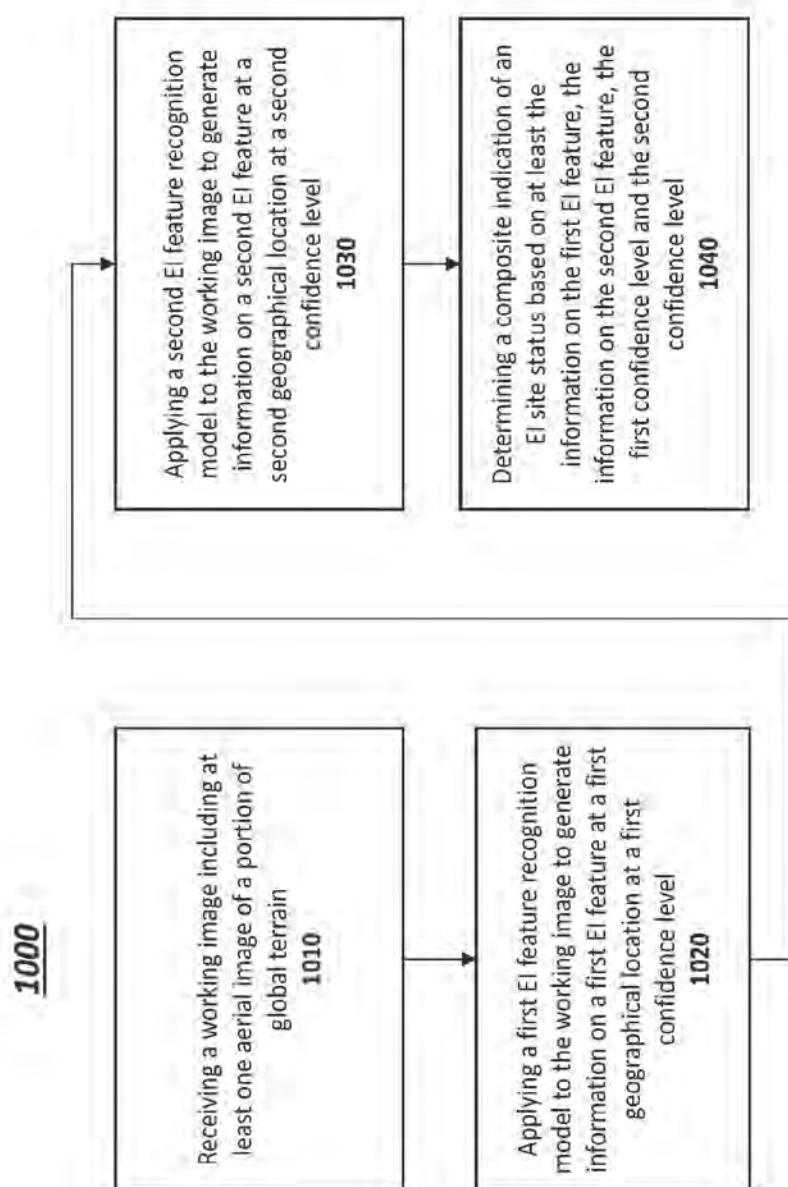 1000
Receiving a working image including at
least one aerial image of a portion of
global terrain
1010
Applying a first EI feature recognition
model to the working image to generate
information on a first EI feature at a first
geographical location at a first
confidence level
1020
Applying a second EI feature recognition
model to the working image to generate
information on a second EI feature at a
second geographical location at a second
confidence level
1030
Determining a composite indication of an
EI site status based on at least the
information on the first EI feature, the
information on the second EI feature, the
first confidence level and the second
confidence level
1040